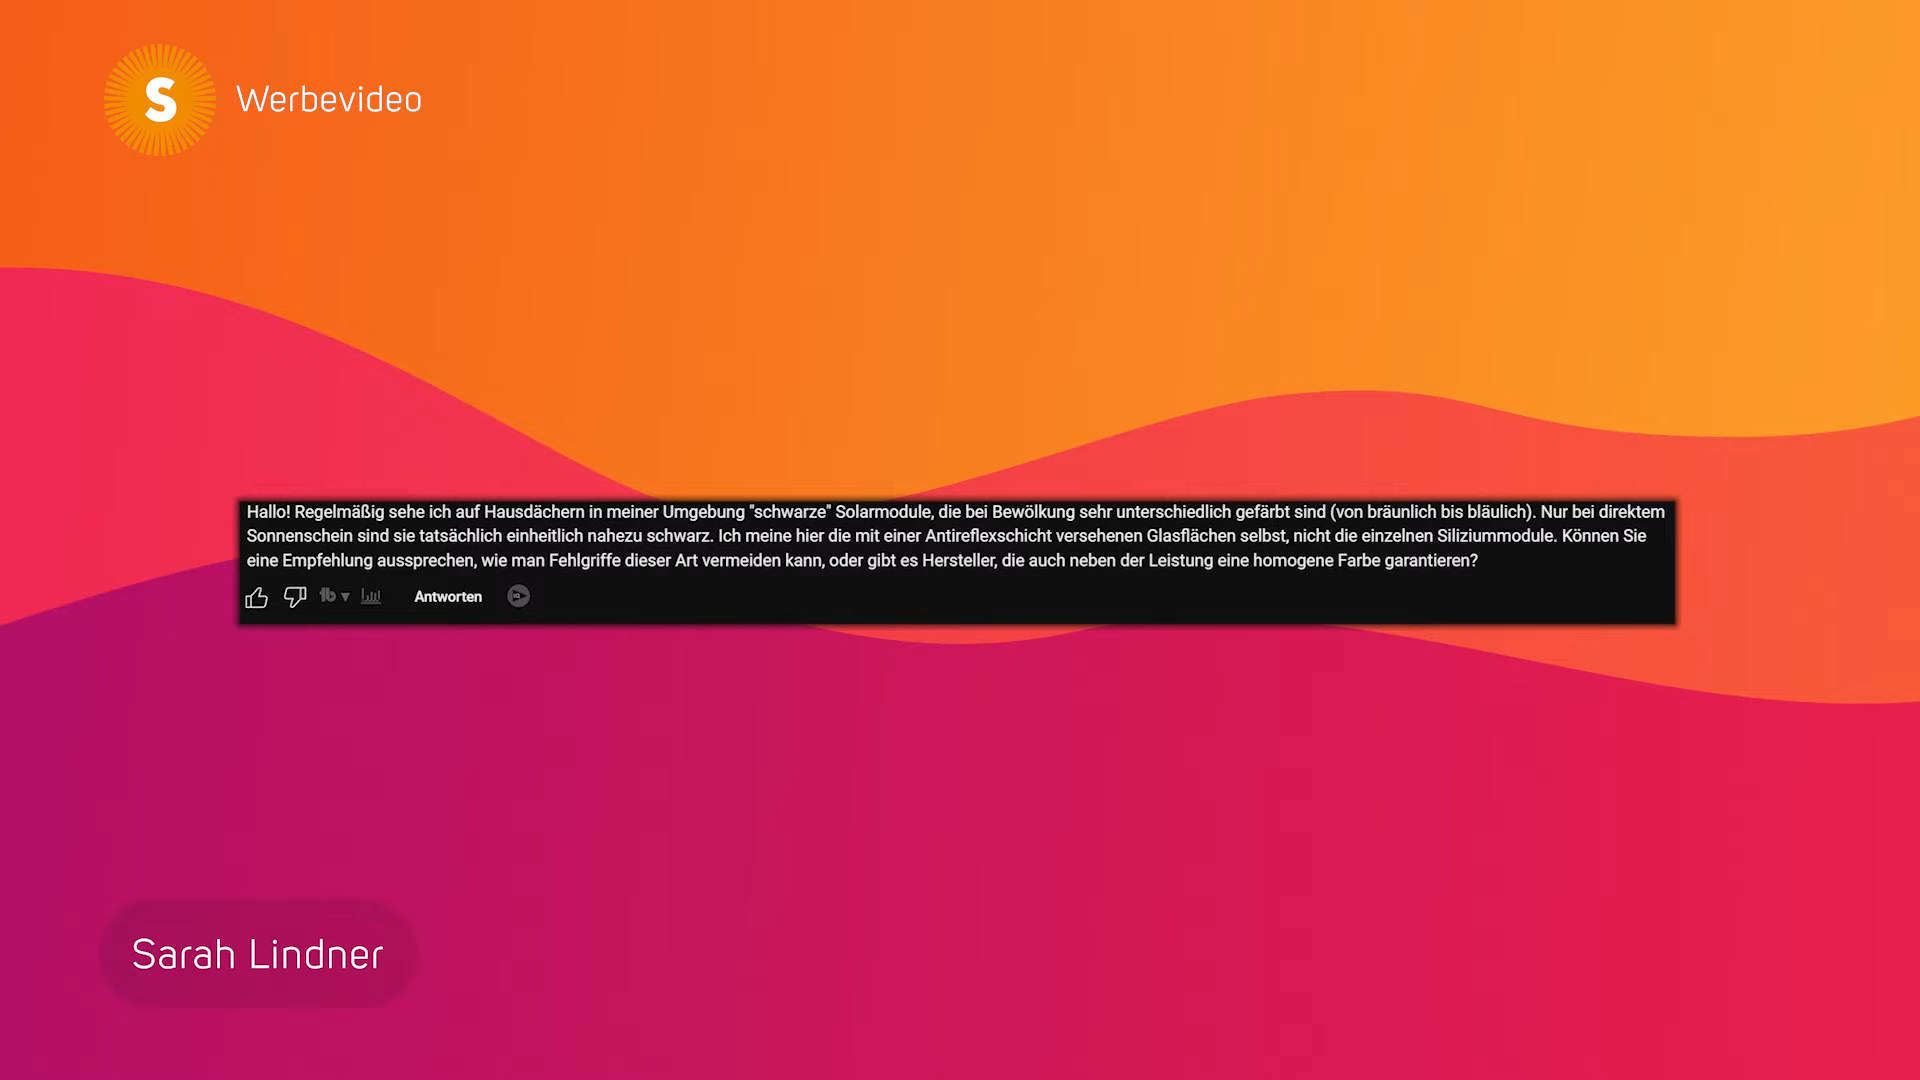 S
Werbevideo
Hallo! Regelmäßig sehe ich auf Hausdächern in meiner Umgebung "schwarze" Solarmodule, die bei Bewölkung sehr unterschiedlich gefärbt sind (von bräunlich bis bläulich). Nur bei direktem
Sonnenschein sind sie tatsächlich einheitlich nahezu schwarz. Ich meine hier die mit einer Antireflexschicht versehenen Glasflächen selbst, nicht die einzelnen Siliziummodule. Können Sie
eine Empfehlung aussprechen, wie man Fehlgriffe dieser Art vermeiden kann, oder gibt es Hersteller, die auch neben der Leistung eine homogene Farbe garantieren?
Antworten
Sarah Lindner